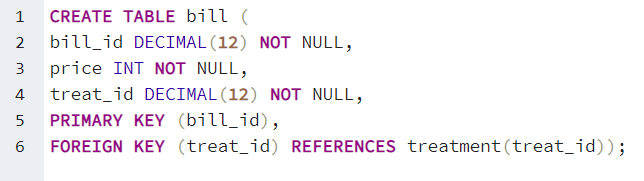 1 CREATE TABLE bill (
2 bill_id DECIMAL(12) NOT NULL,
3 price INT NOT NULL,
4 treat_id DECIMAL(12) NOT NULL,
5 PRIMARY KEY (bill_id),
6 FOREIGN KEY (treat_id) REFERENCES treatment(treat_id));